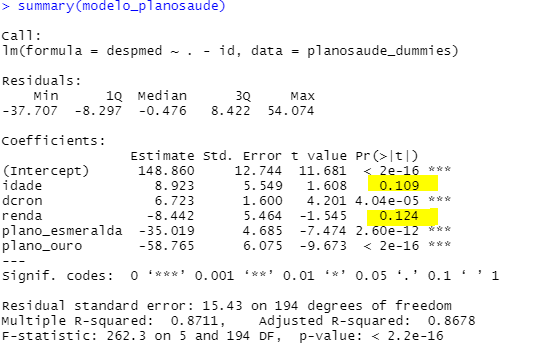 > summary(modelo_planosaude)
Call:
lm(formula = despmed ~ . - id, data = planosaude_dummies)
Residuals:
Min 1Q Median 3Q Max
-37.707 -8.297 -0.476 8.422 54.074
Coefficients:
Estimate Std. Error t value Pr(>|t|)
(Intercept) 148.860 12.744 11.681 < 2e-16 ***
idade 8.923 5.549 1.608 0.109
dcron 6.723 1.600 4.201 4.04e-05 ***
renda -8.442 5.464 -1.545 0.124
plano_esmeralda -35.019 4.685 -7.474 2.60e-12 ***
plano_ouro -58.765 6.075 -9.673 < 2e-16 ***
---
Signif. codes: 0 ‘***’ 0.001 ‘**’ 0.01 ‘*’ 0.05 ‘.’ 0.1 ‘ ’ 1
Residual standard error: 15.43 on 194 degrees of freedom
Multiple R-squared: 0.8711, Adjusted R-squared: 0.8678
F-statistic: 262.3 on 5 and 194 DF, p-value: < 2.2e-16